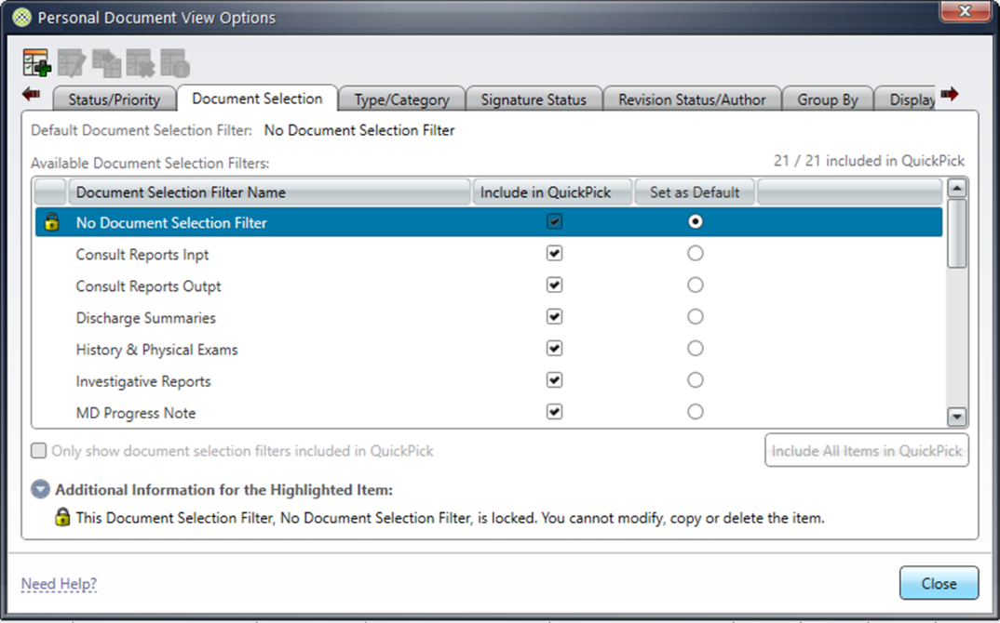 Personal Document View Options
Status/Priority Document Selection Type/Category Signature Status Revision Status/Author Group By Display
Default Document Selection Filter: No Document Selection Filter
Available Document Selection Filters: 21 / 21 included in QuickPick
Document Selection Filter Name Include in QuickPick Set as Default
No Document Selection Filter
Consult Reports Inpt
Consult Reports Outpt
Discharge Summaries
History & Physical Exams
Investigative Reports
MD Progress Note
Only show document selection filters included in QuickPick Include All Items in QuickPick
Additional Information for the Highlighted Item:
This Document Selection Filter, No Document Selection Filter, is locked. You cannot modify, copy or delete the item.
Need Help? Close